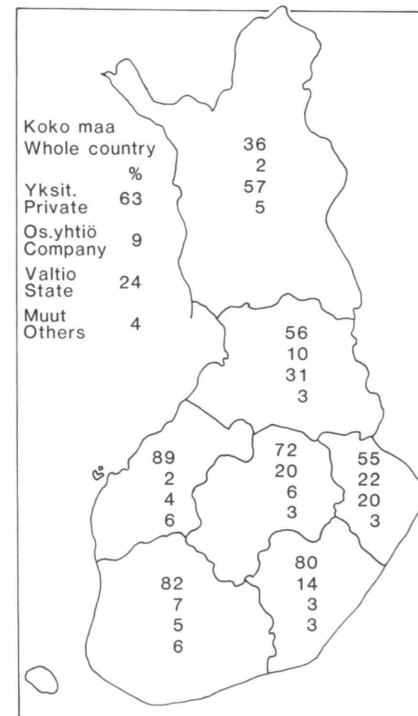 Koko maa
Whole country
%
Yksit.
Private 63
Os.yhtiö
Company 9
Valtio
State 24
Muut
Others 4
36
2
57
5
56
10
31
3
89
2
4
6
72
20
6
3
55
22
20
3
82
7
5
6
80
14
3
3